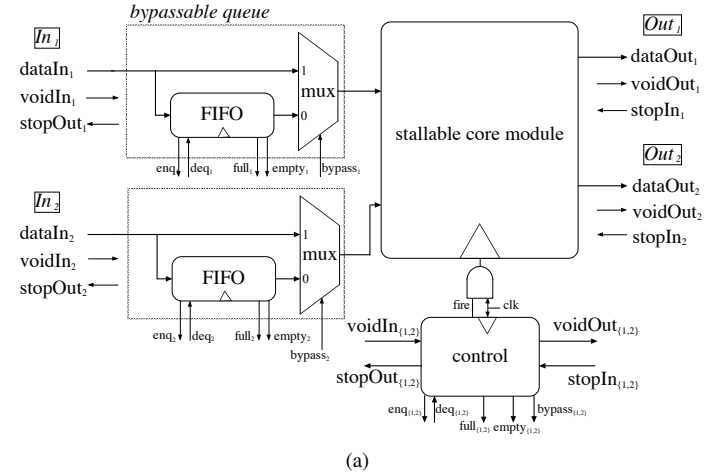 bypassable queue
In1
dataIn1
voidIn1
stopOut1
FIFO
1
0
mux
enq deq1 full1 empty1 bypass1
stallable core module
Out1
dataOut1
voidOut1
stopIn1
Out2
dataOut2
voidOut2
stopIn2
In2
dataIn2
voidIn2
stopOut2
FIFO
1
0
mux
enq2 deq2 full2 empty2
bypass2
fire clk
voidIn{1,2} voidOut{1,2}
control
stopOut{1,2} stopIn{1,2}
enq{1,2} deq{1,2} full{1,2} empty{1,2} bypass{1,2}
(a)